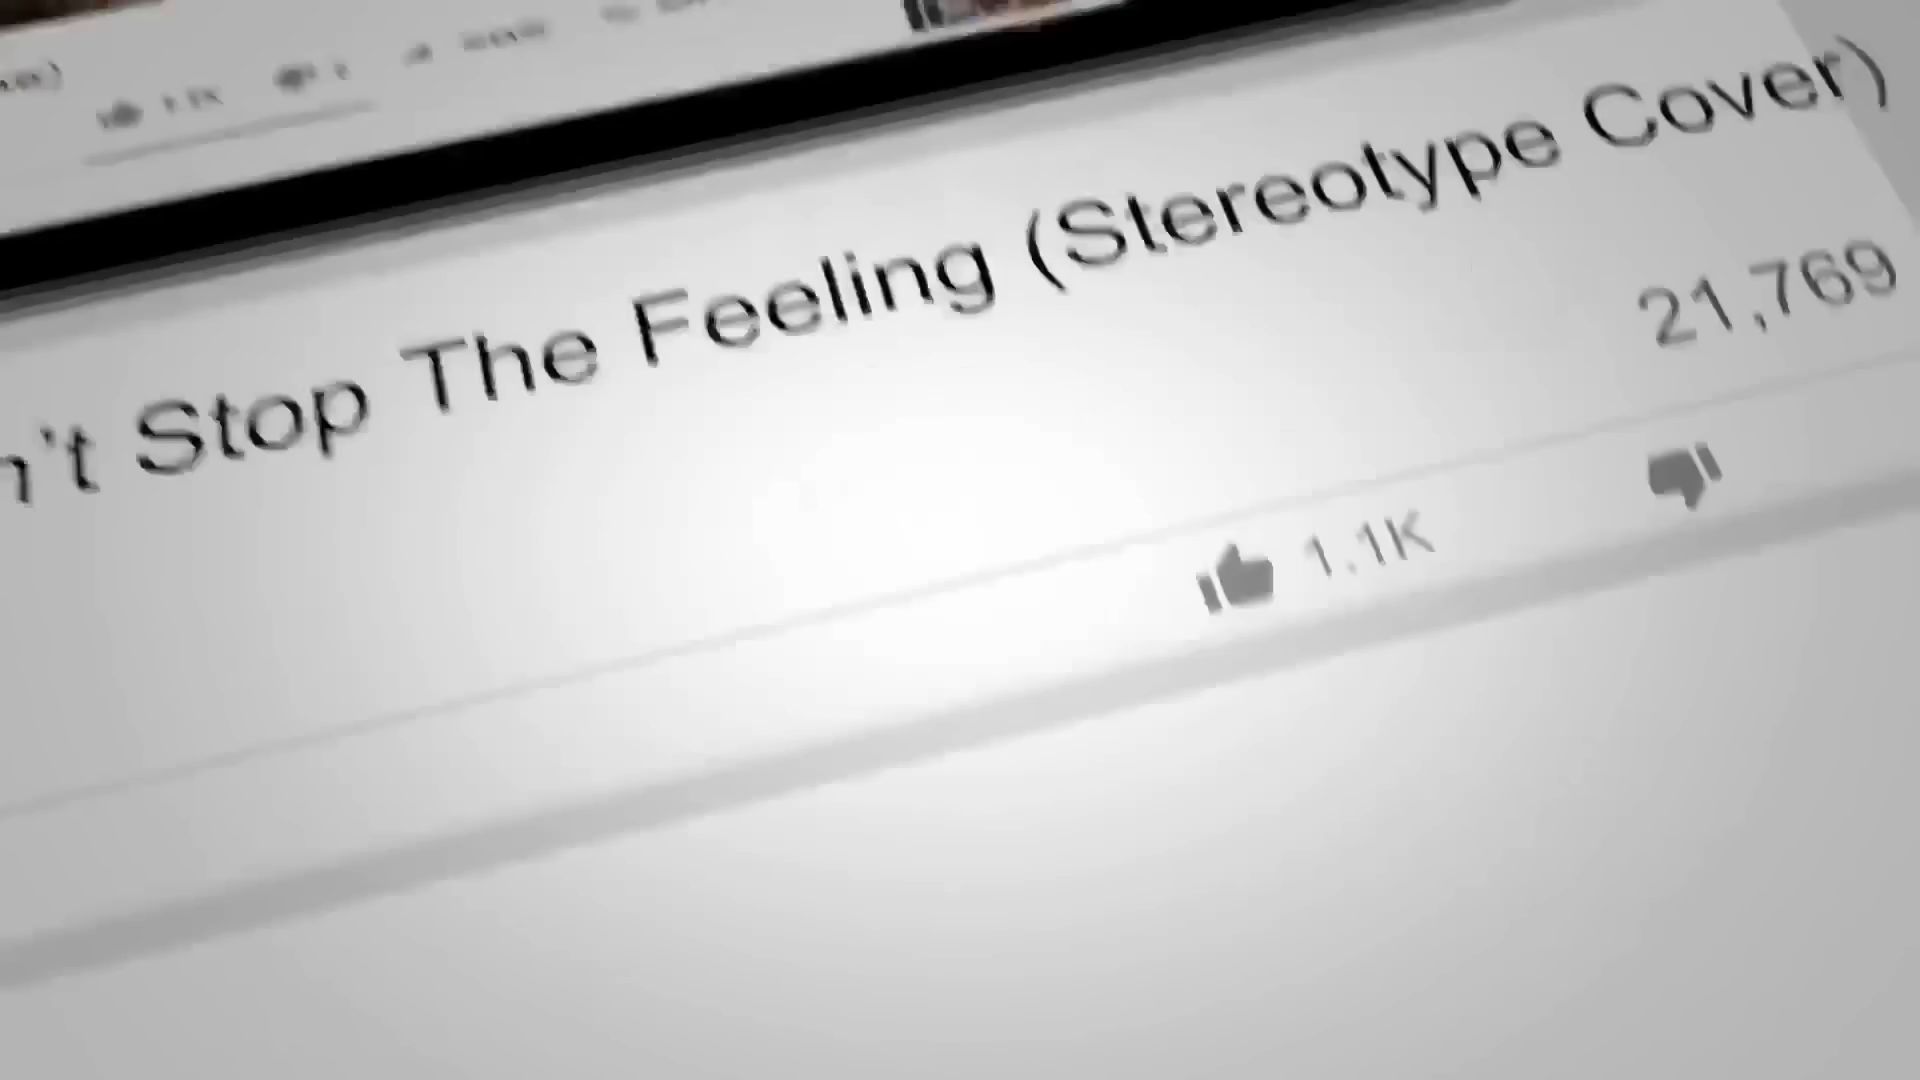 n't Stop The Feeling (Stereotype Cover)
21,769
1.1K